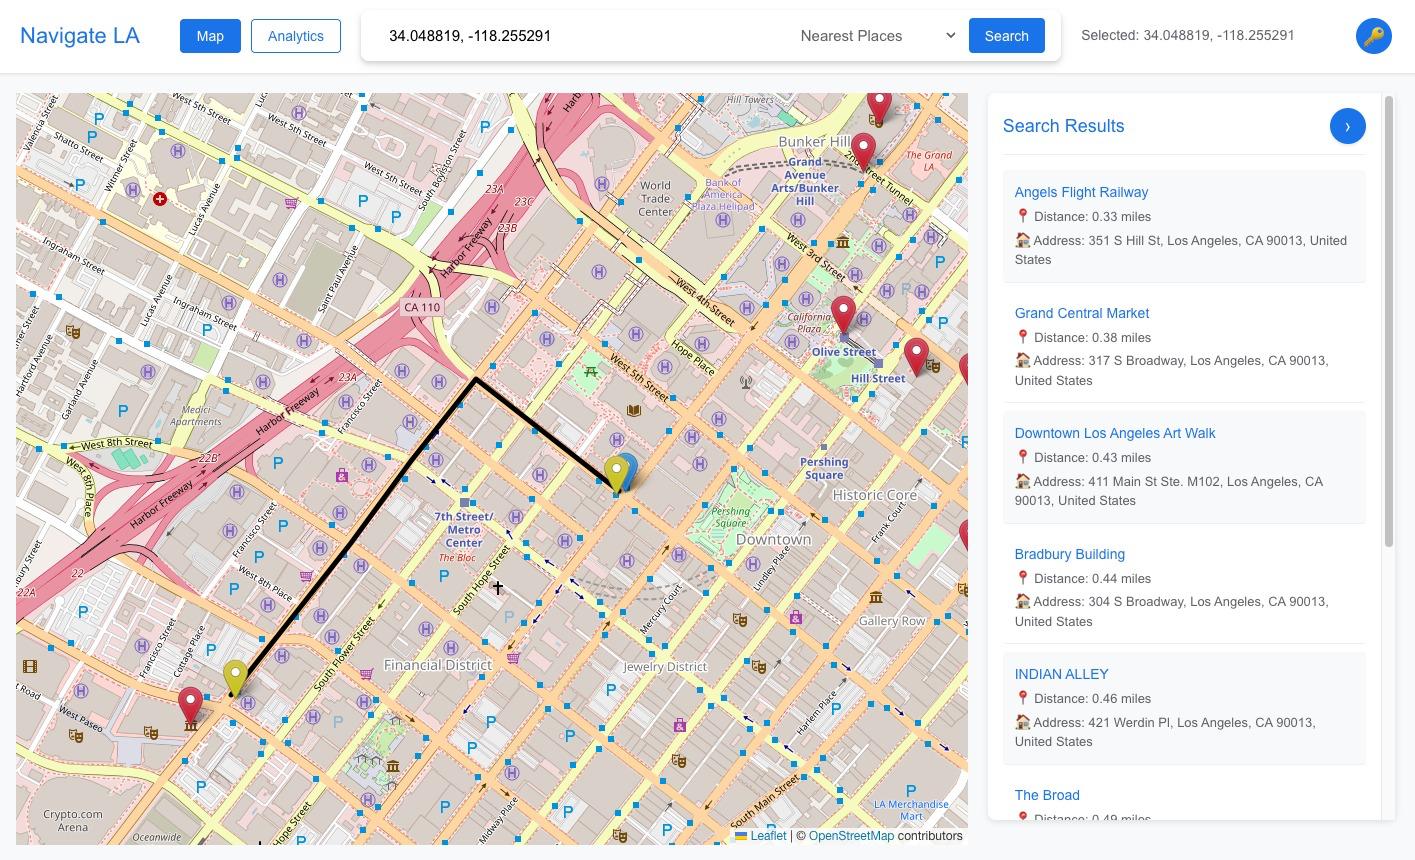 Navigate LA
Map
Analytics
34.048819, -118.255291
Nearest Places
Search
Selected: 34.048819, -118.255291
Search Results
Angels Flight Railway
Distance: 0.33 miles
Address: 351 S Hill St, Los Angeles, CA 90013, United
States
Grand Central Market
Distance: 0.38 miles
Address: 317 S Broadway, Los Angeles, CA 90013,
United States
Downtown Los Angeles Art Walk
Distance: 0.43 miles
Address: 411 Main St Ste. M102, Los Angeles, CA
90013, United States
Bradbury Building
Distance: 0.44 miles
Address: 304 S Broadway, Los Angeles, CA 90013,
United States
INDIAN ALLEY
Distance: 0.46 miles
Address: 421 Werdin Pl, Los Angeles, CA 90013,
United States
The Broad
Distance: 0.49 miles
Valencia Street
Shatto Street
Witmer Street
West 5th Street
West 5th Street
West 5th Street
South Boylston Street
Lucas Avenue
Hill Towers
Bunker Hill
Grand
Avenue
Arts/Bunker
Hill
2nd Street Tunnel
The Grand
LA
World
Trade
Center
Bank of
America
Plaza Helipad
23A
23C
23B
Harbor Freeway
Ingraham Street
Ingraham Street
Lucas Avenue
Saint Paul Avenue
CA 110
West 3rd Street
West 4th Street
California
Plaza
Olive Street
Hill Street
Hope Place
West 5th Street
Hartford Avenue
Garland Avenue
23A
Francisco Street
Harbor Freeway
Medici
Apartments
West 8th Street
West 8th Place
22B
Harbor Freeway
Pershing
Square
Historic Core
Pershing
Square
Downtown
Frank Court
7th Street/
Metro
Center
The Bloc
Francisco Street
West 8th Place
22
22A
South Hope Street
Lindley Place
Mercury Court
Gallery Row
Francisco Street
Cottage Place
South Flower Street
Financial District
Jewelry District
West Paseo
Harlem Place
Crypto.com
Arena
Oceanwide
Hope Street
Midway Place
South Main Street
LA Merchandise
Mart
Leaflet | © OpenStreetMap contributors